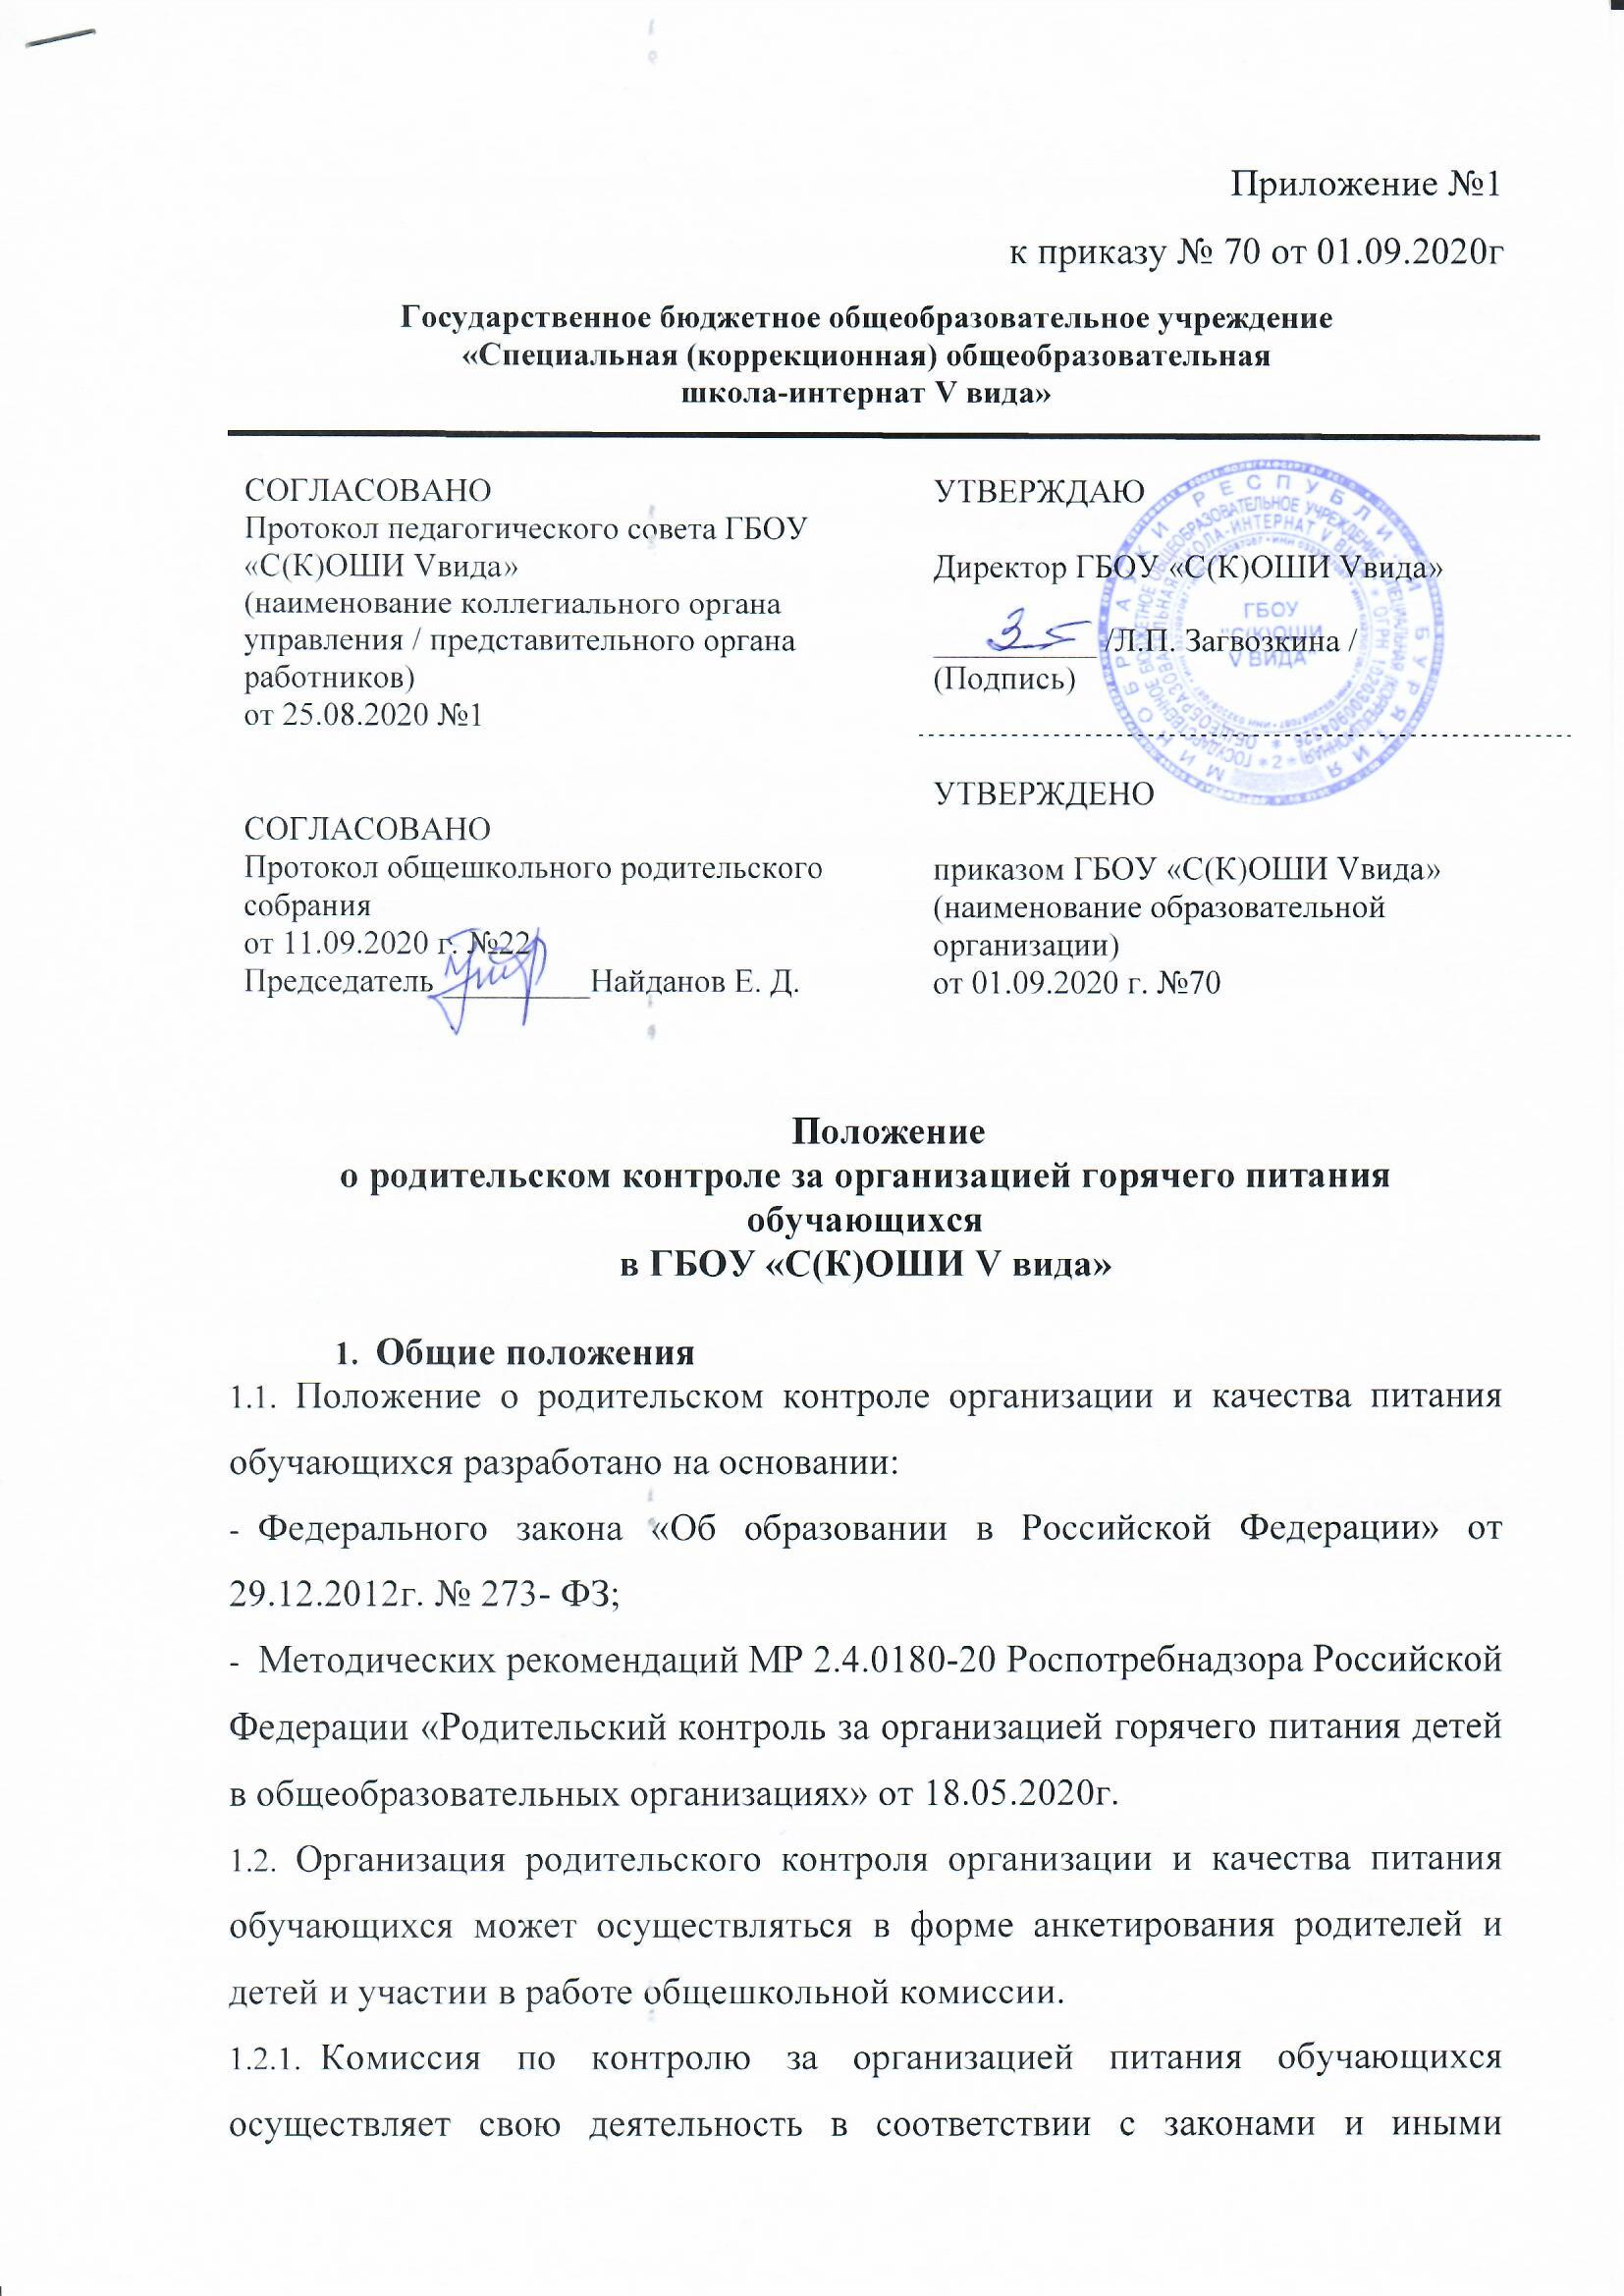 Приложение №1
к приказу № 70 от 01.09.2020г
Государственное бюджетное общеобразовательное учреждение
«Специальная (коррекционная) общеобразовательная
школа-интернат V вида»
СОГЛАСОВАНО
Протокол педагогического совета ГБОУ
«С(К)ОШИ Vвида»
(наименование коллегиального органа
управления / представительного органа
работников)
от 25.08.2020 №1
СОГЛАСОВАНО
Протокол общешкольного родительского
собрания
от 11.09.2020 г. №22
Председатель _________Найданов Е. Д.
УТВЕРЖДАЮ
Директор ГБОУ «С(К)ОШИ Vвида»
__________ /Л.П. Загвозкина /
(Подпись)
ГБОУ
"С(К)ОШИ
V ВИДА"
УТВЕРЖДЕНО
приказом ГБОУ «С(К)ОШИ Vвида»
(наименование образовательной
организации)
от 01.09.2020 г. №70
Положение
о родительском контроле за организацией горячего питания
обучающихся
в ГБОУ «С(К)ОШИ V вида»
1. Общие положения
1.1. Положение о родительском контроле организации и качества питания
обучающихся разработано на основании:
- Федерального закона «Об образовании в Российской Федерации» от
29.12.2012г. № 273- ФЗ;
- Методических рекомендаций МР 2.4.0180-20 Роспотребнадзора Российской
Федерации «Родительский контроль за организацией горячего питания детей
в общеобразовательных организациях» от 18.05.2020г.
1.2. Организация родительского контроля организации и качества питания
обучающихся может осуществляться в форме анкетирования родителей и
детей и участии в работе общешкольной комиссии.
1.2.1. Комиссия по контролю за организацией питания обучающихся
осуществляет свою деятельность в соответствии с законами и иными